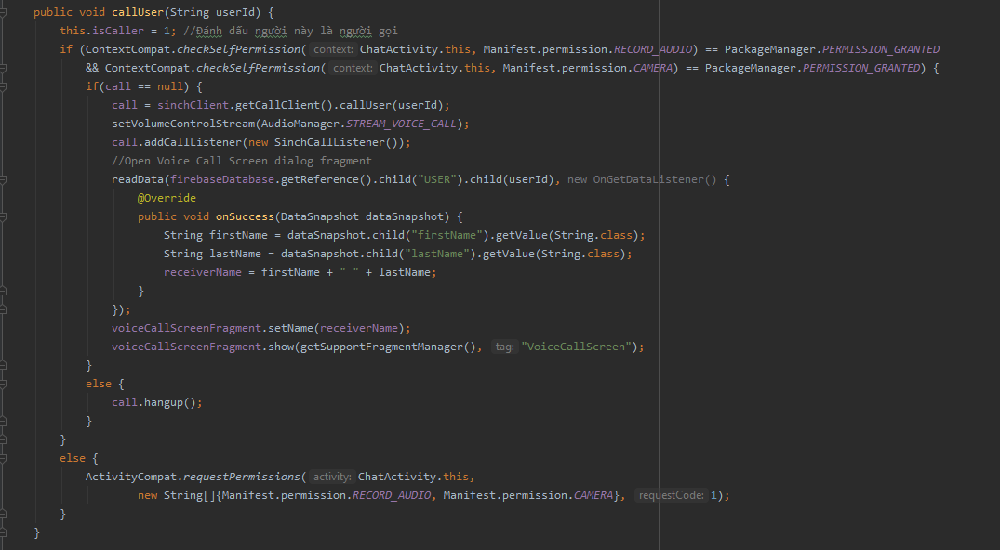 public void callUser(String userId) {
this.isCaller = 1; //Đánh dấu người này là người gọi
if (ContextCompat.checkSelfPermission( context: ChatActivity.this, Manifest.permission.RECORD_AUDIO) == PackageManager.PERMISSION_GRANTED
&& ContextCompat.checkSelfPermission( context: ChatActivity.this, Manifest.permission.CAMERA) == PackageManager.PERMISSION_GRANTED) {
if(call == null) {
call = sinchClient.getCallClient().callUser(userId);
setVolumeControlStream(AudioManager.STREAM_VOICE_CALL);
call.addCallListener(new SinchCallListener());
//Open Voice Call Screen dialog fragment
readData(firebaseDatabase.getReference().child("USER").child(userId), new OnGetDataListener() {
@Override
public void onSuccess(DataSnapshot dataSnapshot) {
String firstName = dataSnapshot.child("firstName").getValue(String.class);
String lastName = dataSnapshot.child("lastName").getValue(String.class);
receiverName = firstName + " " + lastName;
}
});
voiceCallScreenFragment.setName(receiverName);
voiceCallScreenFragment.show(getSupportFragmentManager(), tag: "VoiceCallScreen");
}
else {
call.hangup();
}
}
else {
ActivityCompat.requestPermissions( activity: ChatActivity.this,
new String[]{Manifest.permission.RECORD_AUDIO, Manifest.permission.CAMERA}, requestCode: 1);
}
}